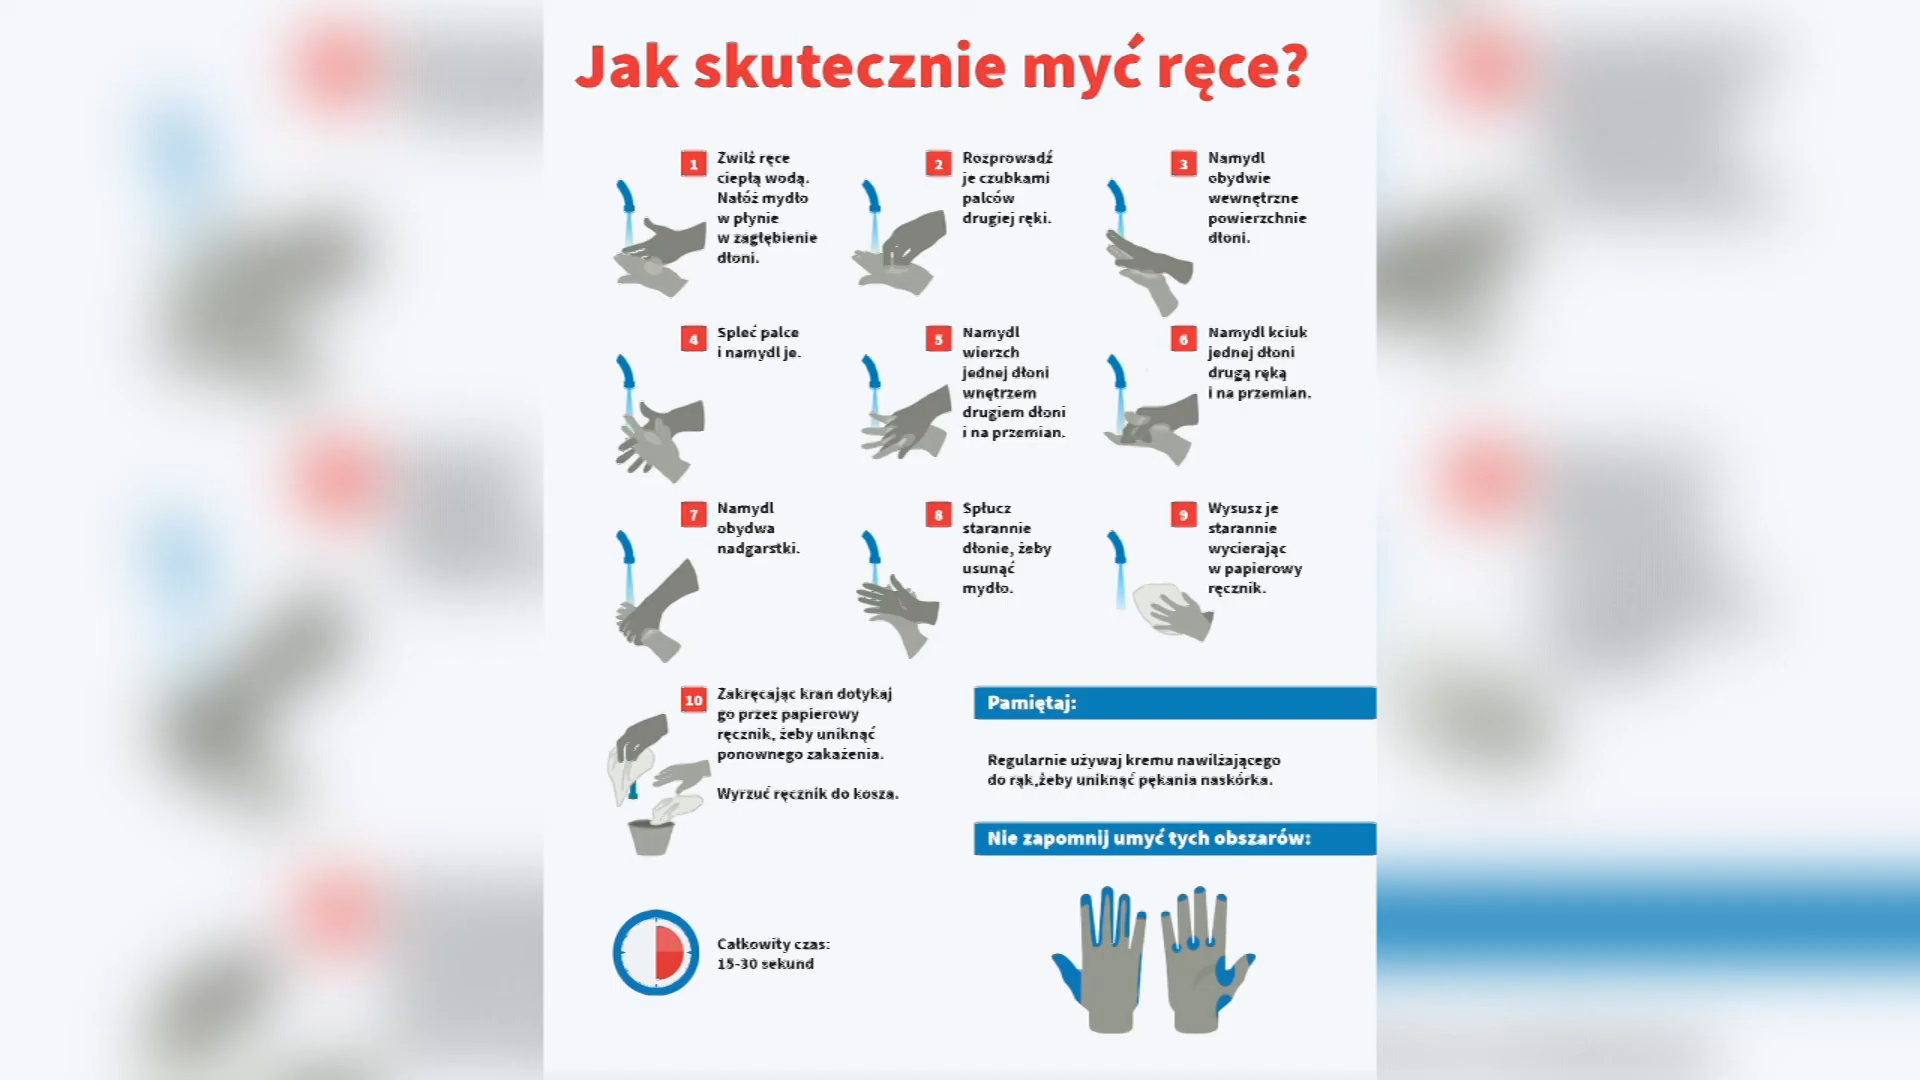 Jak skutecznie myć ręce?
1
Zwilż ręce
ciepłą wodą.
Nałóż mydło
w płynie
w zagłębienie
dłoni.
2
Rozprowadź
je czubkami
palców
drugiej ręki.
3
Namydl
obydwie
wewnętrzne
powierzchnie
dłoni.
4
Spleć palce
i namydl je.
5
Namydl
wierzch
jednej dłoni
wnętrzem
drugiem dłoni
i na przemian.
6
Namydl kciuk
jednej dłoni
drugą ręką
i na przemian.
7
Namydl
obydwa
nadgarstki.
8
Spłucz
starannie
dłonie, żeby
usunąć
mydło.
9
Wysusz je
starannie
wycierając
w papierowy
ręcznik.
10
Zakręcając kran dotykaj
go przez papierowy
ręcznik, żeby uniknąć
ponownego zakażenia.
Wyrzuć ręcznik do kosza.
Pamiętaj:
Regularnie używaj kremu nawilżającego
do rąk,żeby uniknąć pękania naskórka.
Nie zapomnij umyć tych obszarów:
Całkowity czas:
15-30 sekund